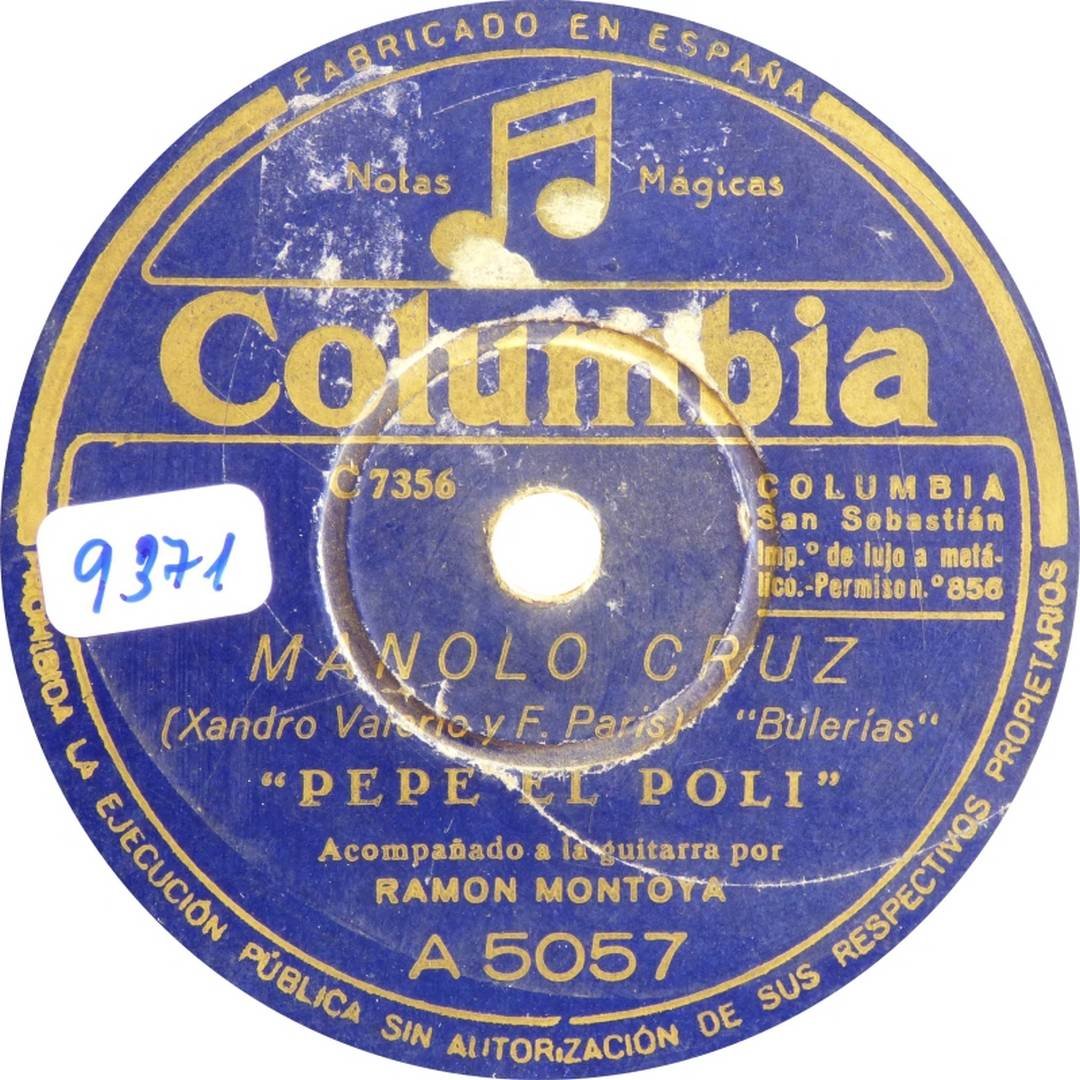 FABRICADO EN ESPAÑA
Notas Mágicas
Columbia
C 7356
COLUMBIA
San Sebastián
Imp.º de lujo a metá-
lico.-Permiso n.º 856
9371
MANOLO CRUZ
(Xandro Valerio y F. Paris) "Bulerías"
"PEPE EL POLI"
Acompañado a la guitarra por
RAMON MONTOYA
A 5057
LA EJECUCIÓN PÚBLICA SIN AUTORIZACIÓN DE SUS RESPECTIVOS PROPIETARIOS